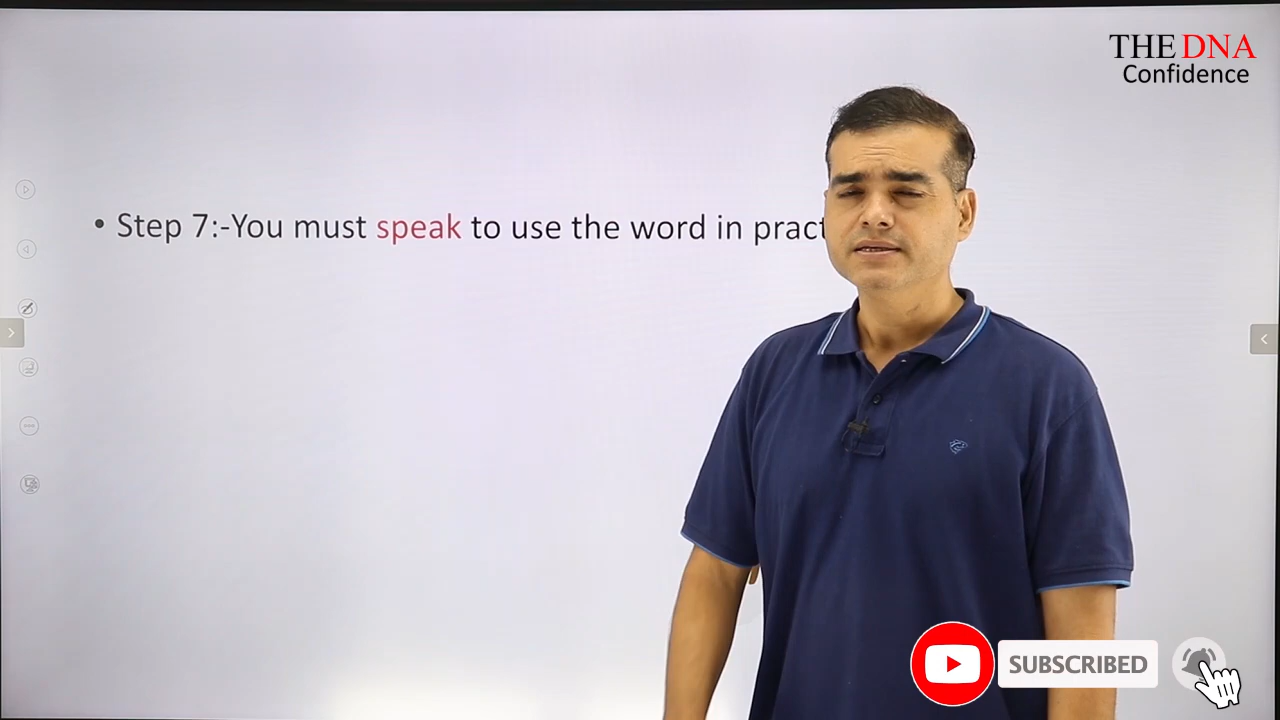 THE DNA
Confidence
• Step 7:-You must speak to use the word in pract
SUBSCRIBED